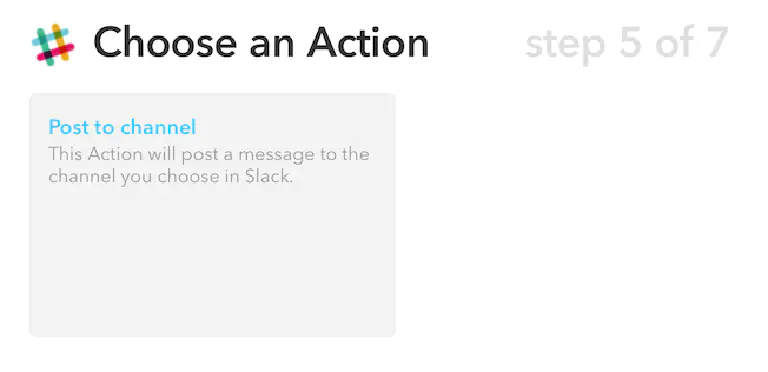 Choose an Action
step 5 of 7
Post to channel
This Action will post a message to the
channel you choose in Slack.